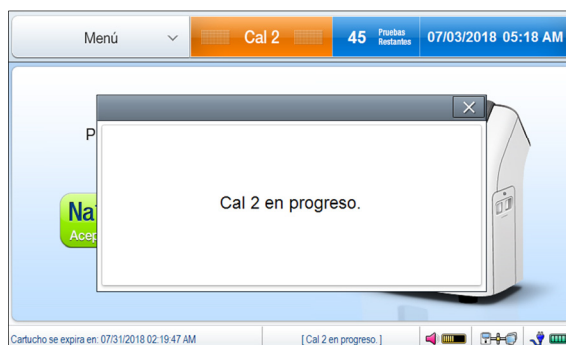 Menú
Cal 2
45 Pruebas Restantes
07/03/2018 05:18 AM
Cal 2 en progreso.
Cartucho se expira en: 07/31/2018 02:19:47 AM
[ Cal 2 en progreso. ]